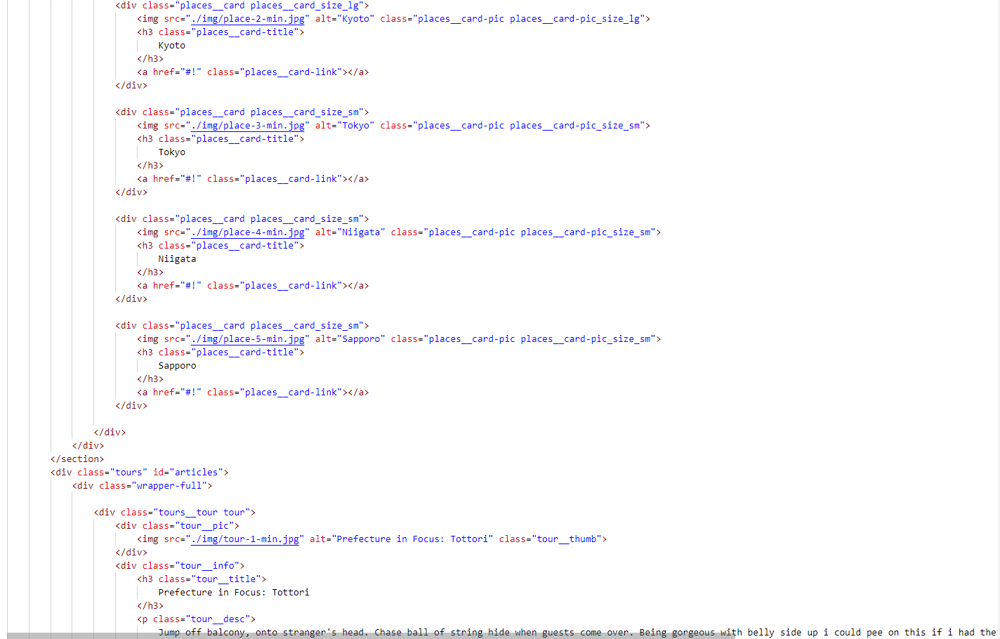 <div class="places__card places__card_size_lg">
<img src="./img/place-2-min.jpg" alt="Kyoto" class="places__card-pic places__card-pic_size_lg">
<h3 class="places__card-title">
Kyoto
</h3>
<a href="#!" class="places__card-link"></a>
</div>
<div class="places__card places__card_size_sm">
<img src="./img/place-3-min.jpg" alt="Tokyo" class="places__card-pic places__card-pic_size_sm">
<h3 class="places__card-title">
Tokyo
</h3>
<a href="#!" class="places__card-link"></a>
</div>
<div class="places__card places__card_size_sm">
<img src="./img/place-4-min.jpg" alt="Niigata" class="places__card-pic places__card-pic_size_sm">
<h3 class="places__card-title">
Niigata
</h3>
<a href="#!" class="places__card-link"></a>
</div>
<div class="places__card places__card_size_sm">
<img src="./img/place-5-min.jpg" alt="Sapporo" class="places__card-pic places__card-pic_size_sm">
<h3 class="places__card-title">
Sapporo
</h3>
<a href="#!" class="places__card-link"></a>
</div>
</div>
</div>
</section>
<div class="tours" id="articles">
<div class="wrapper-full">
<div class="tours__tour tour">
<div class="tour__pic">
<img src="./img/tour-1-min.jpg" alt="Prefecture in Focus: Tottori" class="tour__thumb">
</div>
<div class="tour__info">
<h3 class="tour__title">
Prefecture in Focus: Tottori
</h3>
<p class="tour__desc">
Jump off balcony, onto stranger's head. Chase ball of string hide when guests come over. Being gorgeous with belly side up i could pee on this if i had the